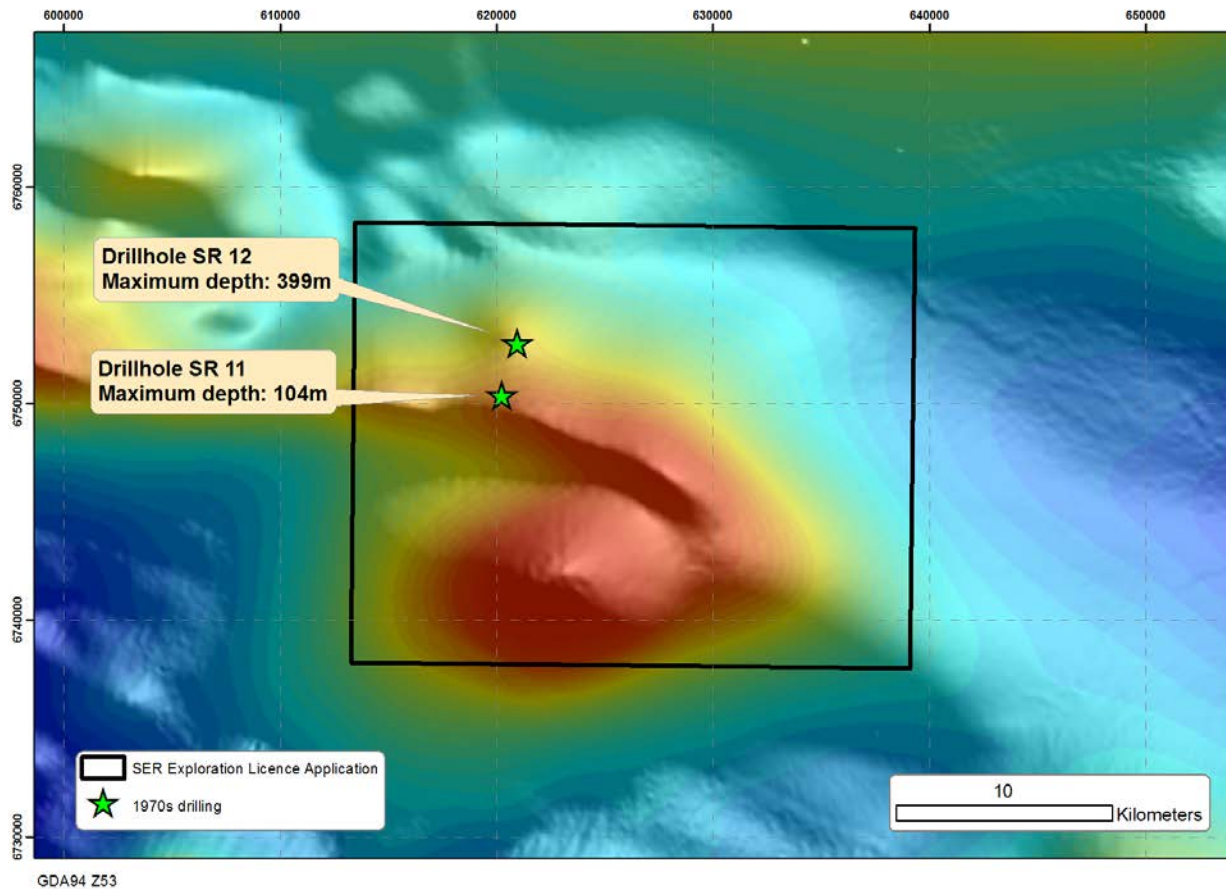 600000 610000 620000 630000 640000 650000
6760000
Drillhole SR 12
Maximum depth: 399m
Drillhole SR 11
Maximum depth: 104m
6750000
6740000
SER Exploration Licence Application
1970s drilling
10
Kilometers
6730000
GDA94 Z53